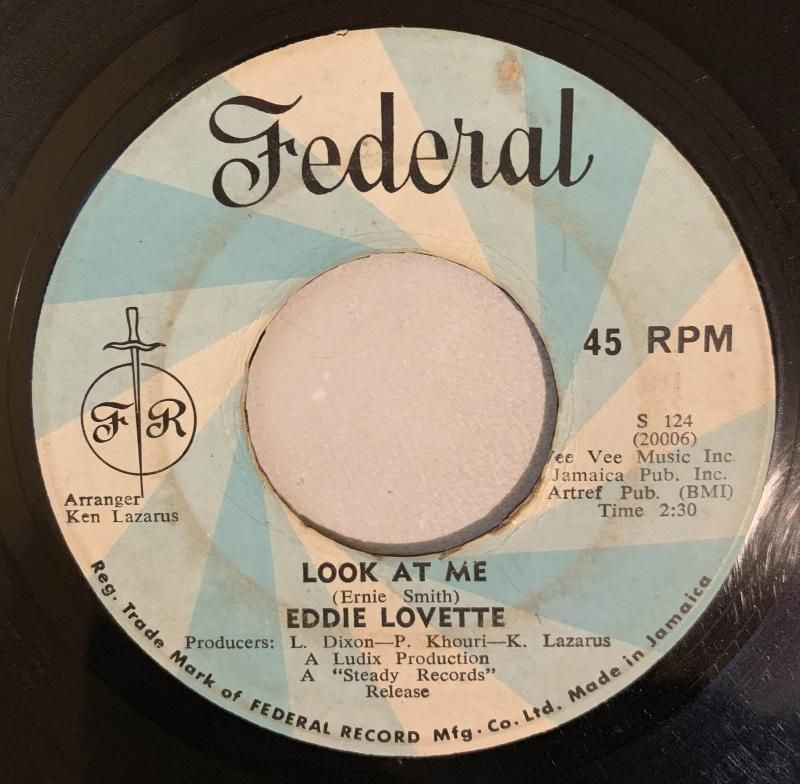 Federal
45 RPM
F R
S 124
(20006)
Vee Vee Music Inc.
Jamaica Pub. Inc.
Artref Pub. (BMI)
Time 2:30
Arranger
Ken Lazarus
LOOK AT ME
(Ernie Smith)
EDDIE LOVETTE
Producers: L. Dixon—P. Khouri—K. Lazarus
A Ludix Production
A "Steady Records"
Release
Reg. Trade Mark of FEDERAL RECORD Mfg. Co. Ltd. Made in Jamaica